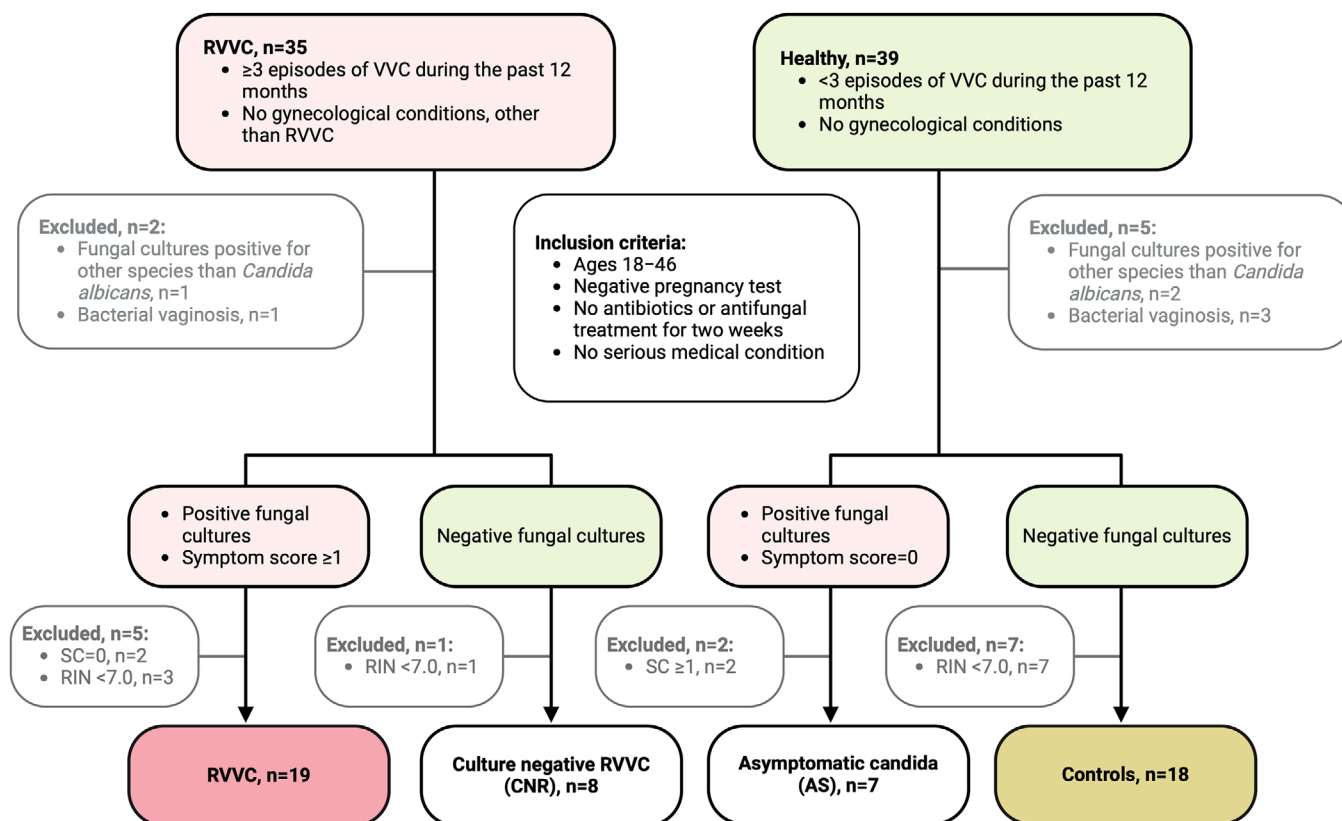 RVVC, n=35
• ≥3 episodes of VVC during the past 12
months
• No gynecological conditions, other
than RVVC
Healthy, n=39
• <3 episodes of VVC during the past 12
months
• No gynecological conditions
Excluded, n=2:
• Fungal cultures positive for
other species than Candida
albicans, n=1
• Bacterial vaginosis, n=1
Inclusion criteria:
• Ages 18–46
• Negative pregnancy test
• No antibiotics or antifungal
treatment for two weeks
• No serious medical condition
Excluded, n=5:
• Fungal cultures positive for
other species than Candida
albicans, n=2
• Bacterial vaginosis, n=3
• Positive fungal
cultures
• Symptom score ≥1
Negative fungal cultures
• Positive fungal
cultures
• Symptom score=0
Negative fungal cultures
Excluded, n=5:
• SC=0, n=2
• RIN <7.0, n=3
Excluded, n=1:
• RIN <7.0, n=1
Excluded, n=2:
• SC ≥1, n=2
Excluded, n=7:
• RIN <7.0, n=7
RVVC, n=19
Culture negative RVVC
(CNR), n=8
Asymptomatic candida
(AS), n=7
Controls, n=18